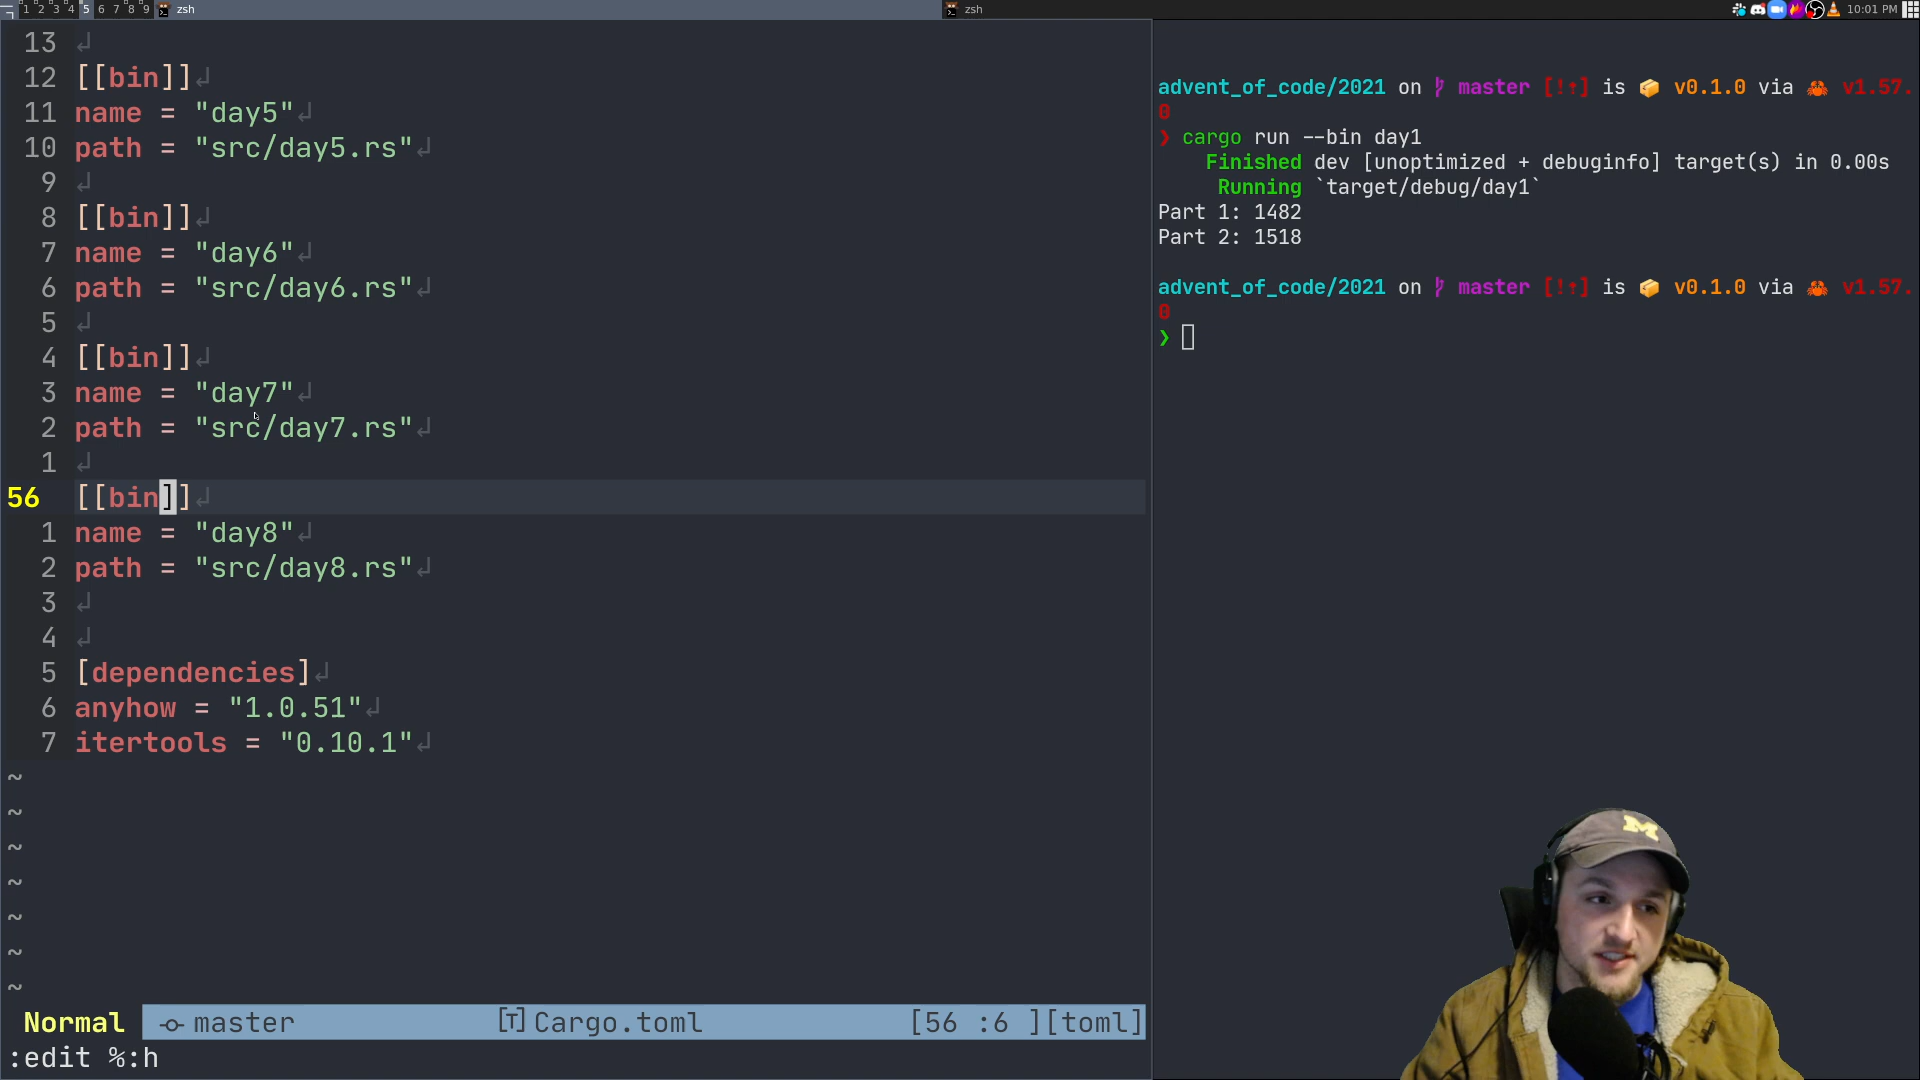 1 2 3 4 5 6 7 8 9 zsh
zsh
10:01 PM
13
12 [[bin]]
11 name = "day5"
10 path = "src/day5.rs"
9
8 [[bin]]
7 name = "day6"
6 path = "src/day6.rs"
5
4 [[bin]]
3 name = "day7"
2 path = "src/day7.rs"
1
56 [[bin]]
1 name = "day8"
2 path = "src/day8.rs"
3
4
5 [dependencies]
6 anyhow = "1.0.51"
7 itertools = "0.10.1"
~
~
~
~
~
~
~
Normal master [T] Cargo.toml [56 :6 ][toml]
:edit %:h
advent_of_code/2021 on master [!↑] is 📦 v0.1.0 via 🦀 v1.57.
0
❯ cargo run --bin day1
Finished dev [unoptimized + debuginfo] target(s) in 0.00s
Running `target/debug/day1`
Part 1: 1482
Part 2: 1518
advent_of_code/2021 on master [!↑] is 📦 v0.1.0 via 🦀 v1.57.
0
❯
M